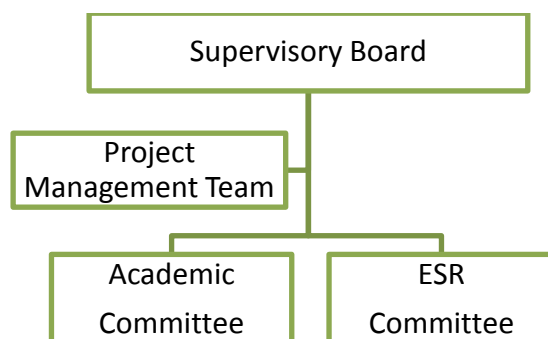 Supervisory Board
Project
Management Team
Academic
Committee
ESR
Committee